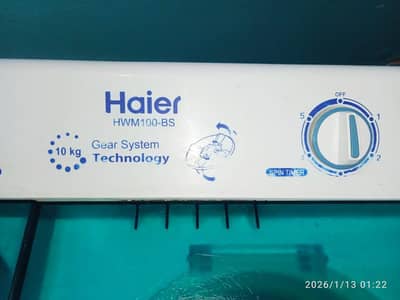 Haier
HWM100-BS
10 kg
Gear System
Technology
OFF
5
1
2
SPIN TIMER
2026/1/13 01:22